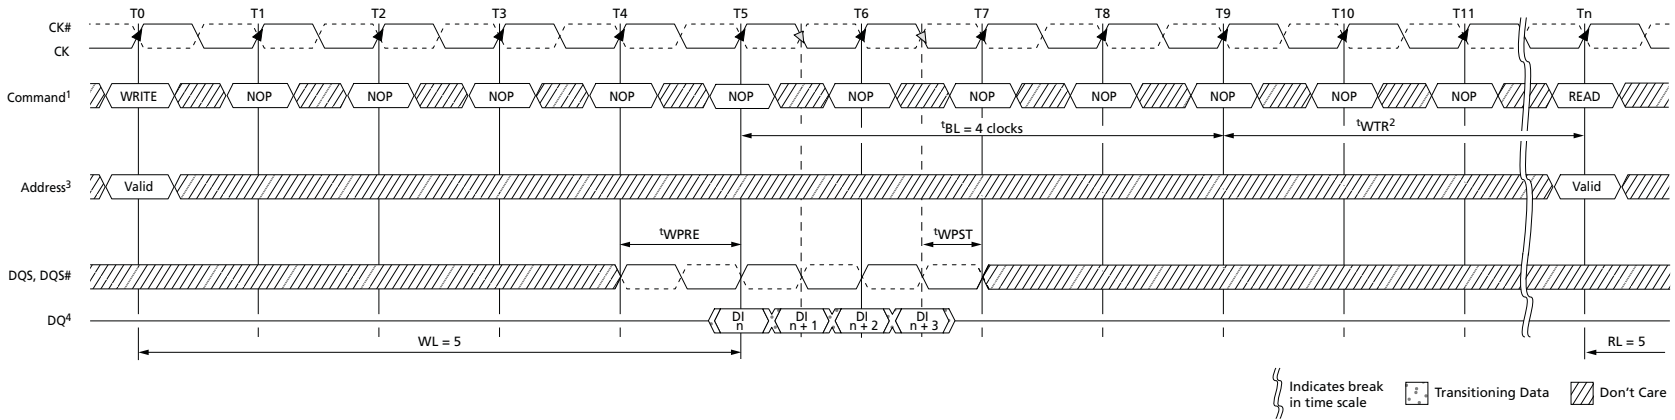 T0 T1 T2 T3 T4 T5 T6 T7 T8 T9 T10 T11 Tn
CK#
CK
Command¹ WRITE NOP NOP NOP NOP NOP NOP NOP NOP NOP NOP NOP READ
ᵗBL = 4 clocks ᵗWTR²
Address³ Valid Valid
ᵗWPRE ᵗWPST
DQS, DQS#
DQ⁴ DI n DI n + 1 DI n + 2 DI n + 3
WL = 5 RL = 5
Indicates break in time scale
Transitioning Data
Don't Care